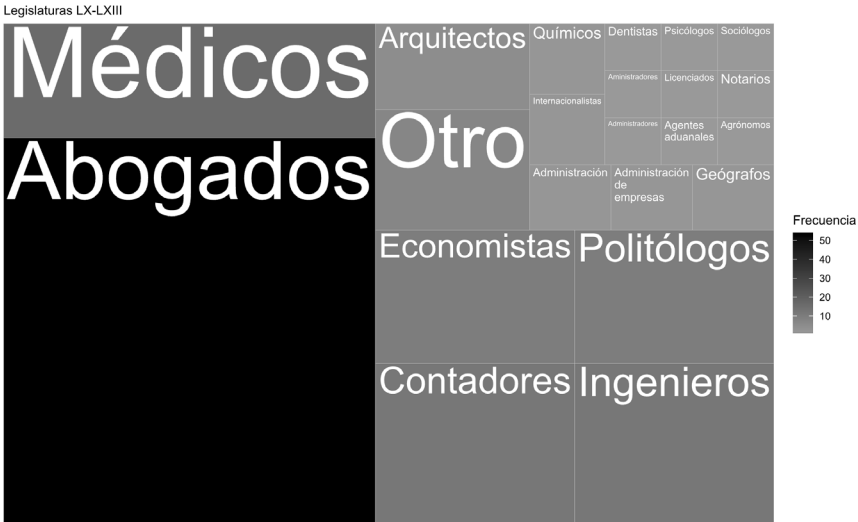 Legislaturas LX-LXIII
Médicos
Abogados
Arquitectos
Otro
Químicos
Internacionalistas
Dentistas
Psicólogos
Sociólogos
Aministradores
Licenciados
Notarios
Administradores
Agentes
aduanales
Agrónomos
Administración
Administración
de
empresas
Geógrafos
Economistas
Politólogos
Contadores
Ingenieros
Frecuencia
50
40
30
20
10